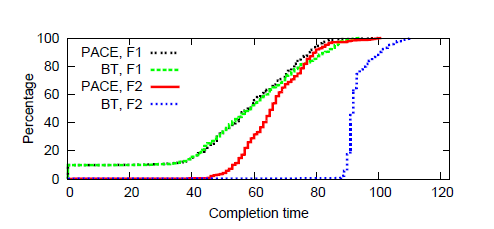 100
80
60
40
20
0
Percentage
PACE, F1
BT, F1
PACE, F2
BT, F2
0 20 40 60 80 100 120
Completion time